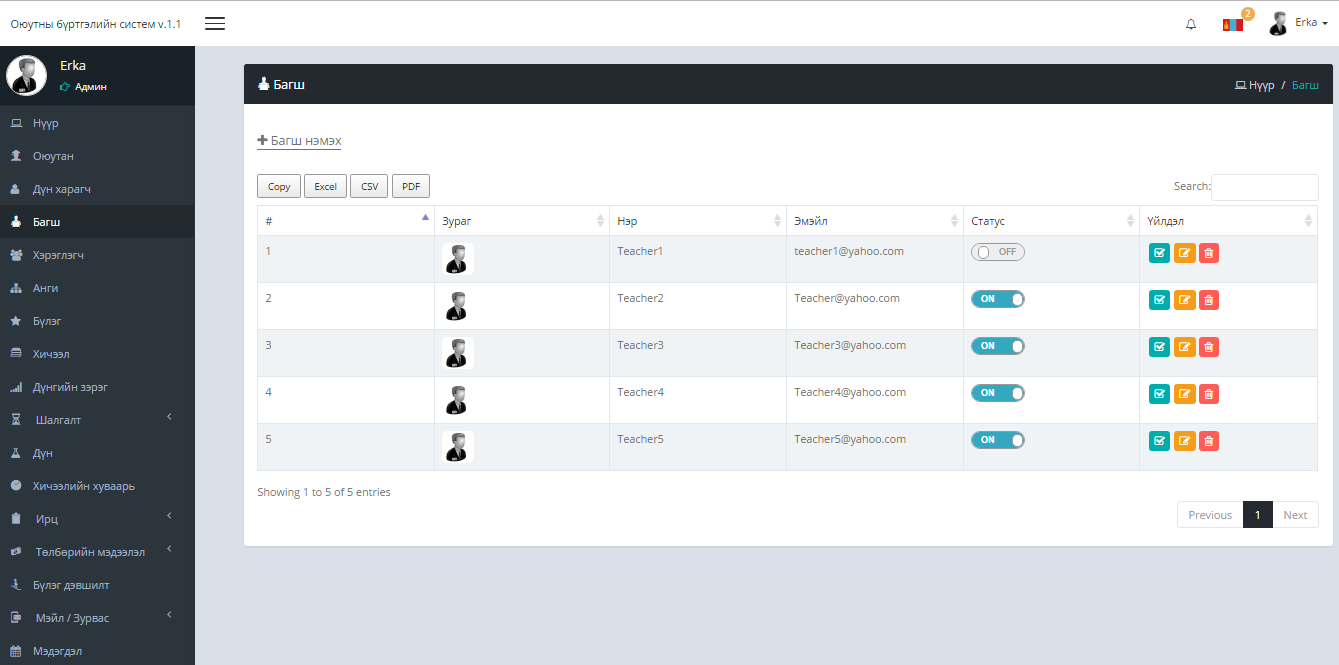 Оюутны бүртгэлийн систем v.1.1
2
Erka
Erka
Админ
Нүүр
Оюутан
Дүн харагч
Багш
Хэрэглэгч
Анги
Бүлэг
Хичээл
Дүнгийн зэрэг
Шалгалт
Дүн
Хичээлийн хуваарь
Ирц
Төлбөрийн мэдээлэл
Бүлэг дэвшилт
Мэйл / Зурвас
Мэдэгдэл
Багш
Нүүр / Багш
Багш нэмэх
Copy Excel CSV PDF
Search:
# Зураг Нэр Эмэйл Статус Үйлдэл
1 Teacher1 teacher1@yahoo.com OFF
2 Teacher2 Teacher@yahoo.com ON
3 Teacher3 Teacher3@yahoo.com ON
4 Teacher4 Teacher4@yahoo.com ON
5 Teacher5 Teacher5@yahoo.com ON
Showing 1 to 5 of 5 entries
Previous 1 Next